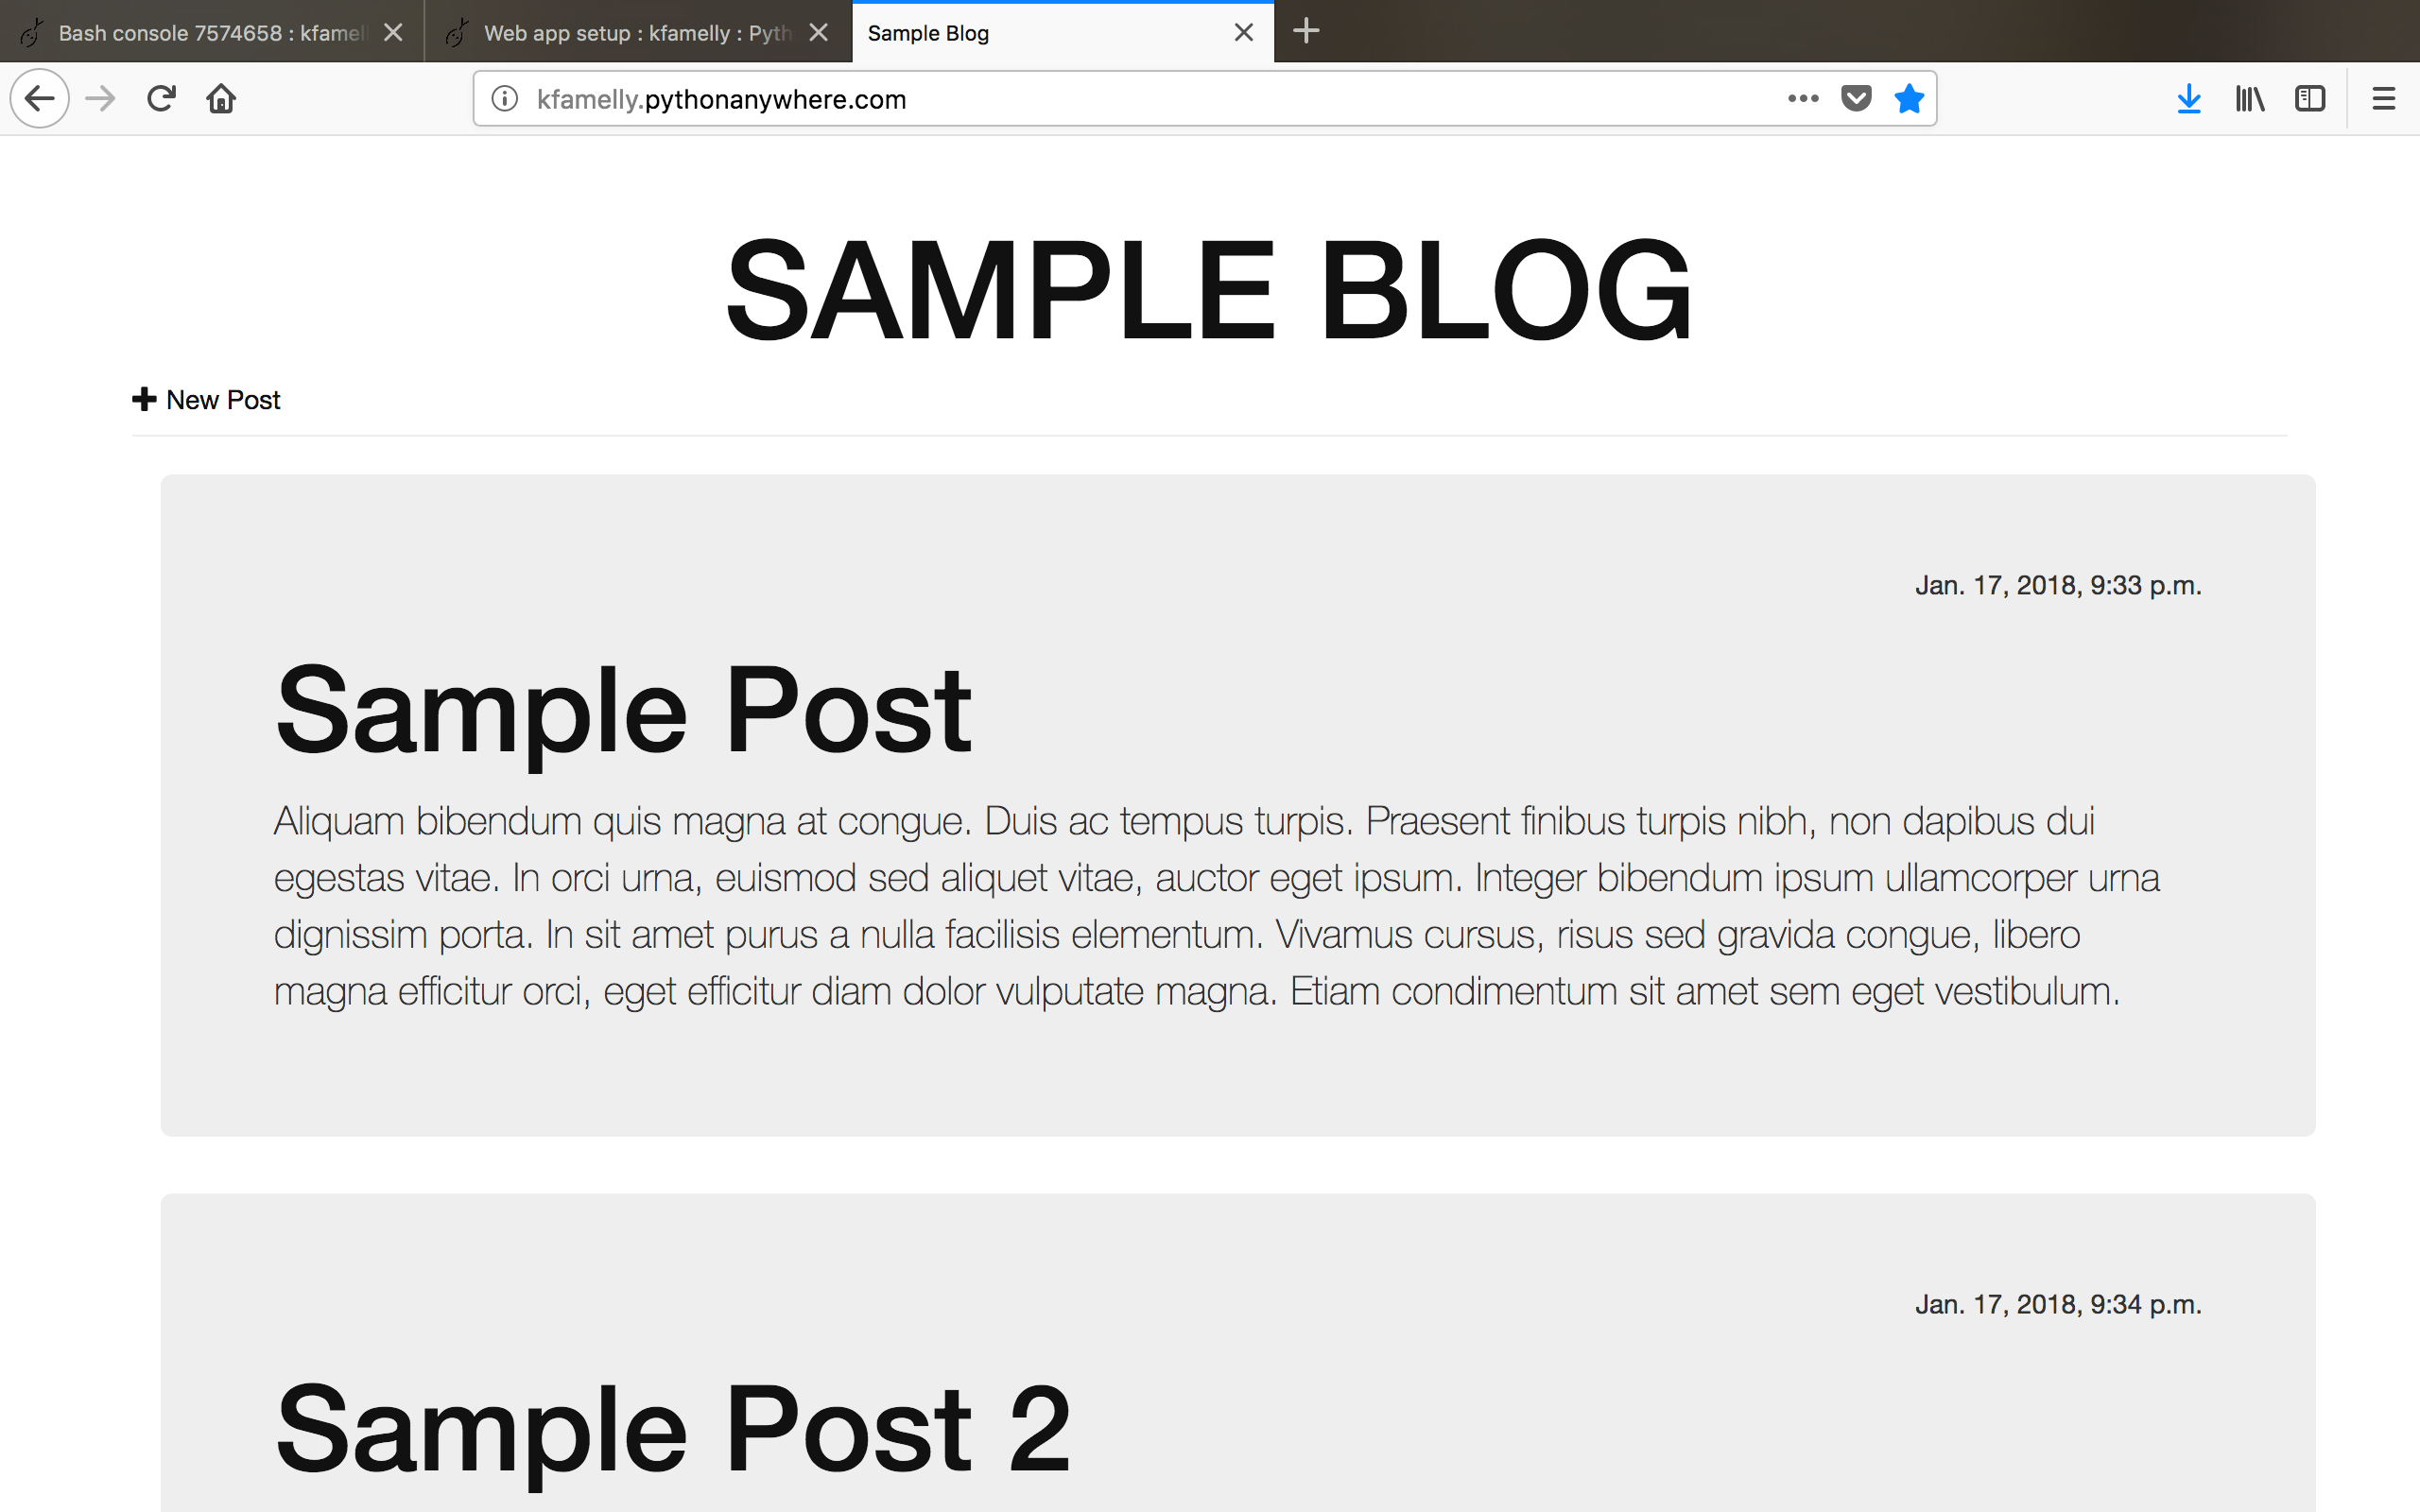 Bash console 7574658 : kfamel
Web app setup : kfamelly : Pyth
Sample Blog
kfamelly.pythonanywhere.com
SAMPLE BLOG
New Post
Jan. 17, 2018, 9:33 p.m.
Sample Post
Aliquam bibendum quis magna at congue. Duis ac tempus turpis. Praesent finibus turpis nibh, non dapibus dui
egestas vitae. In orci urna, euismod sed aliquet vitae, auctor eget ipsum. Integer bibendum ipsum ullamcorper urna
dignissim porta. In sit amet purus a nulla facilisis elementum. Vivamus cursus, risus sed gravida congue, libero
magna efficitur orci, eget efficitur diam dolor vulputate magna. Etiam condimentum sit amet sem eget vestibulum.
Jan. 17, 2018, 9:34 p.m.
Sample Post 2